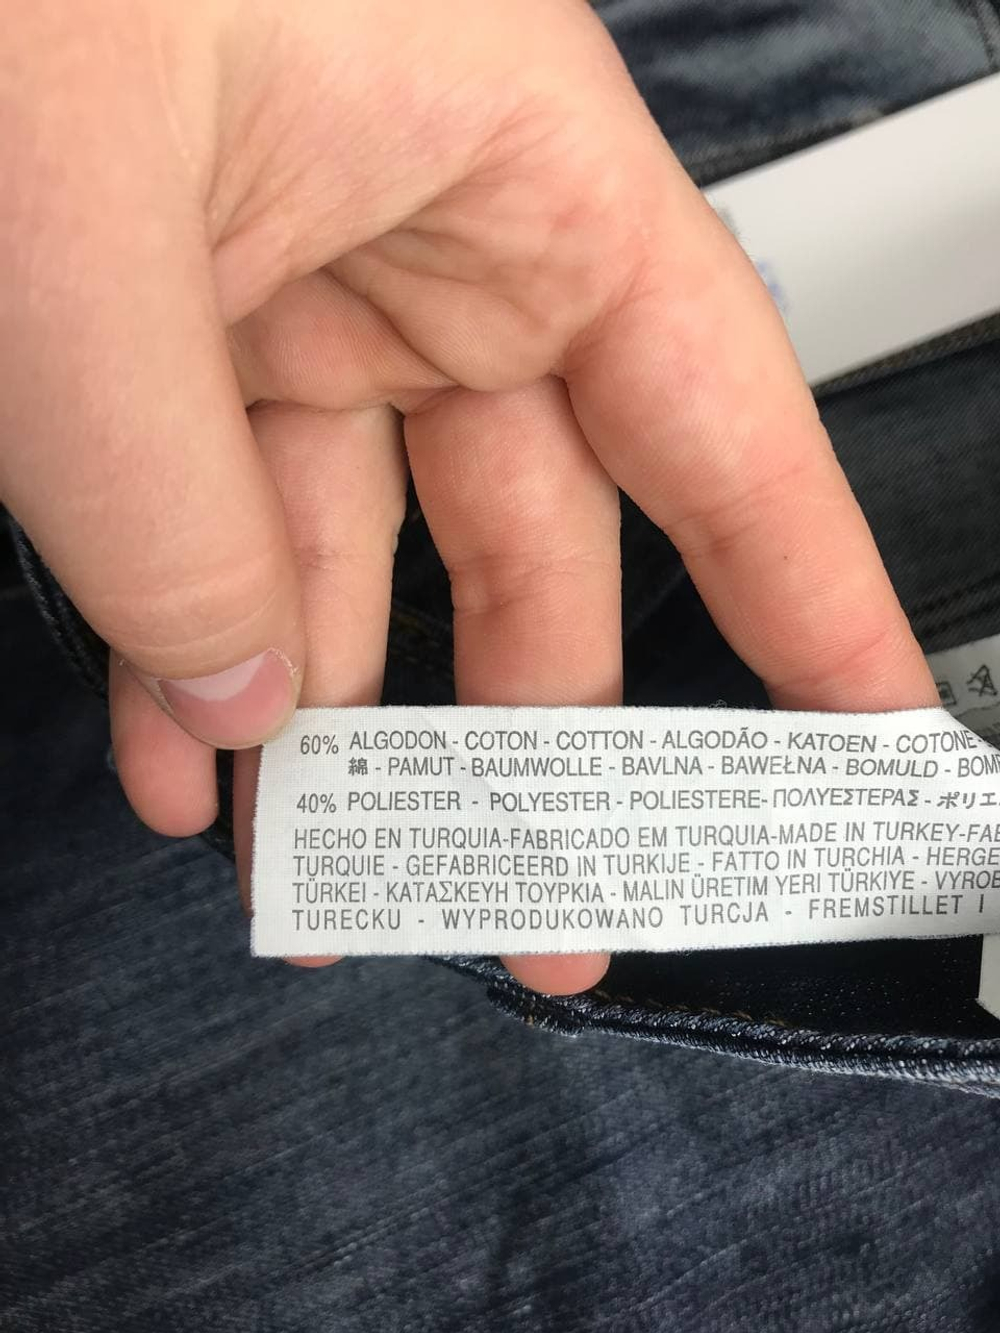 60% ALGODON - COTON - COTTON - ALGODÃO - KATOEN - COTONE
綿 - PAMUT - BAUMWOLLE - BAVLNA - BAWEŁNA - BOMULD -
40% POLIESTER - POLYESTER - POLIESTERE- ΠΟΛΥΕΣΤΕΡΑΣ -
HECHO EN TURQUIA-FABRICADO EM TURQUIA-MADE IN TURKEY-
TURQUIE - GEFABRICEERD IN TURKIJE - FATTO IN TURCHIA -
TÜRKEI - ΚΑΤΑΣΚΕΥΗ ΤΟΥΡΚΙΑ - MALIN ÜRETIM YERI TÜRKIYE -
TURECKU - WYPRODUKOWANO TURCJA - FREMSTILLET I